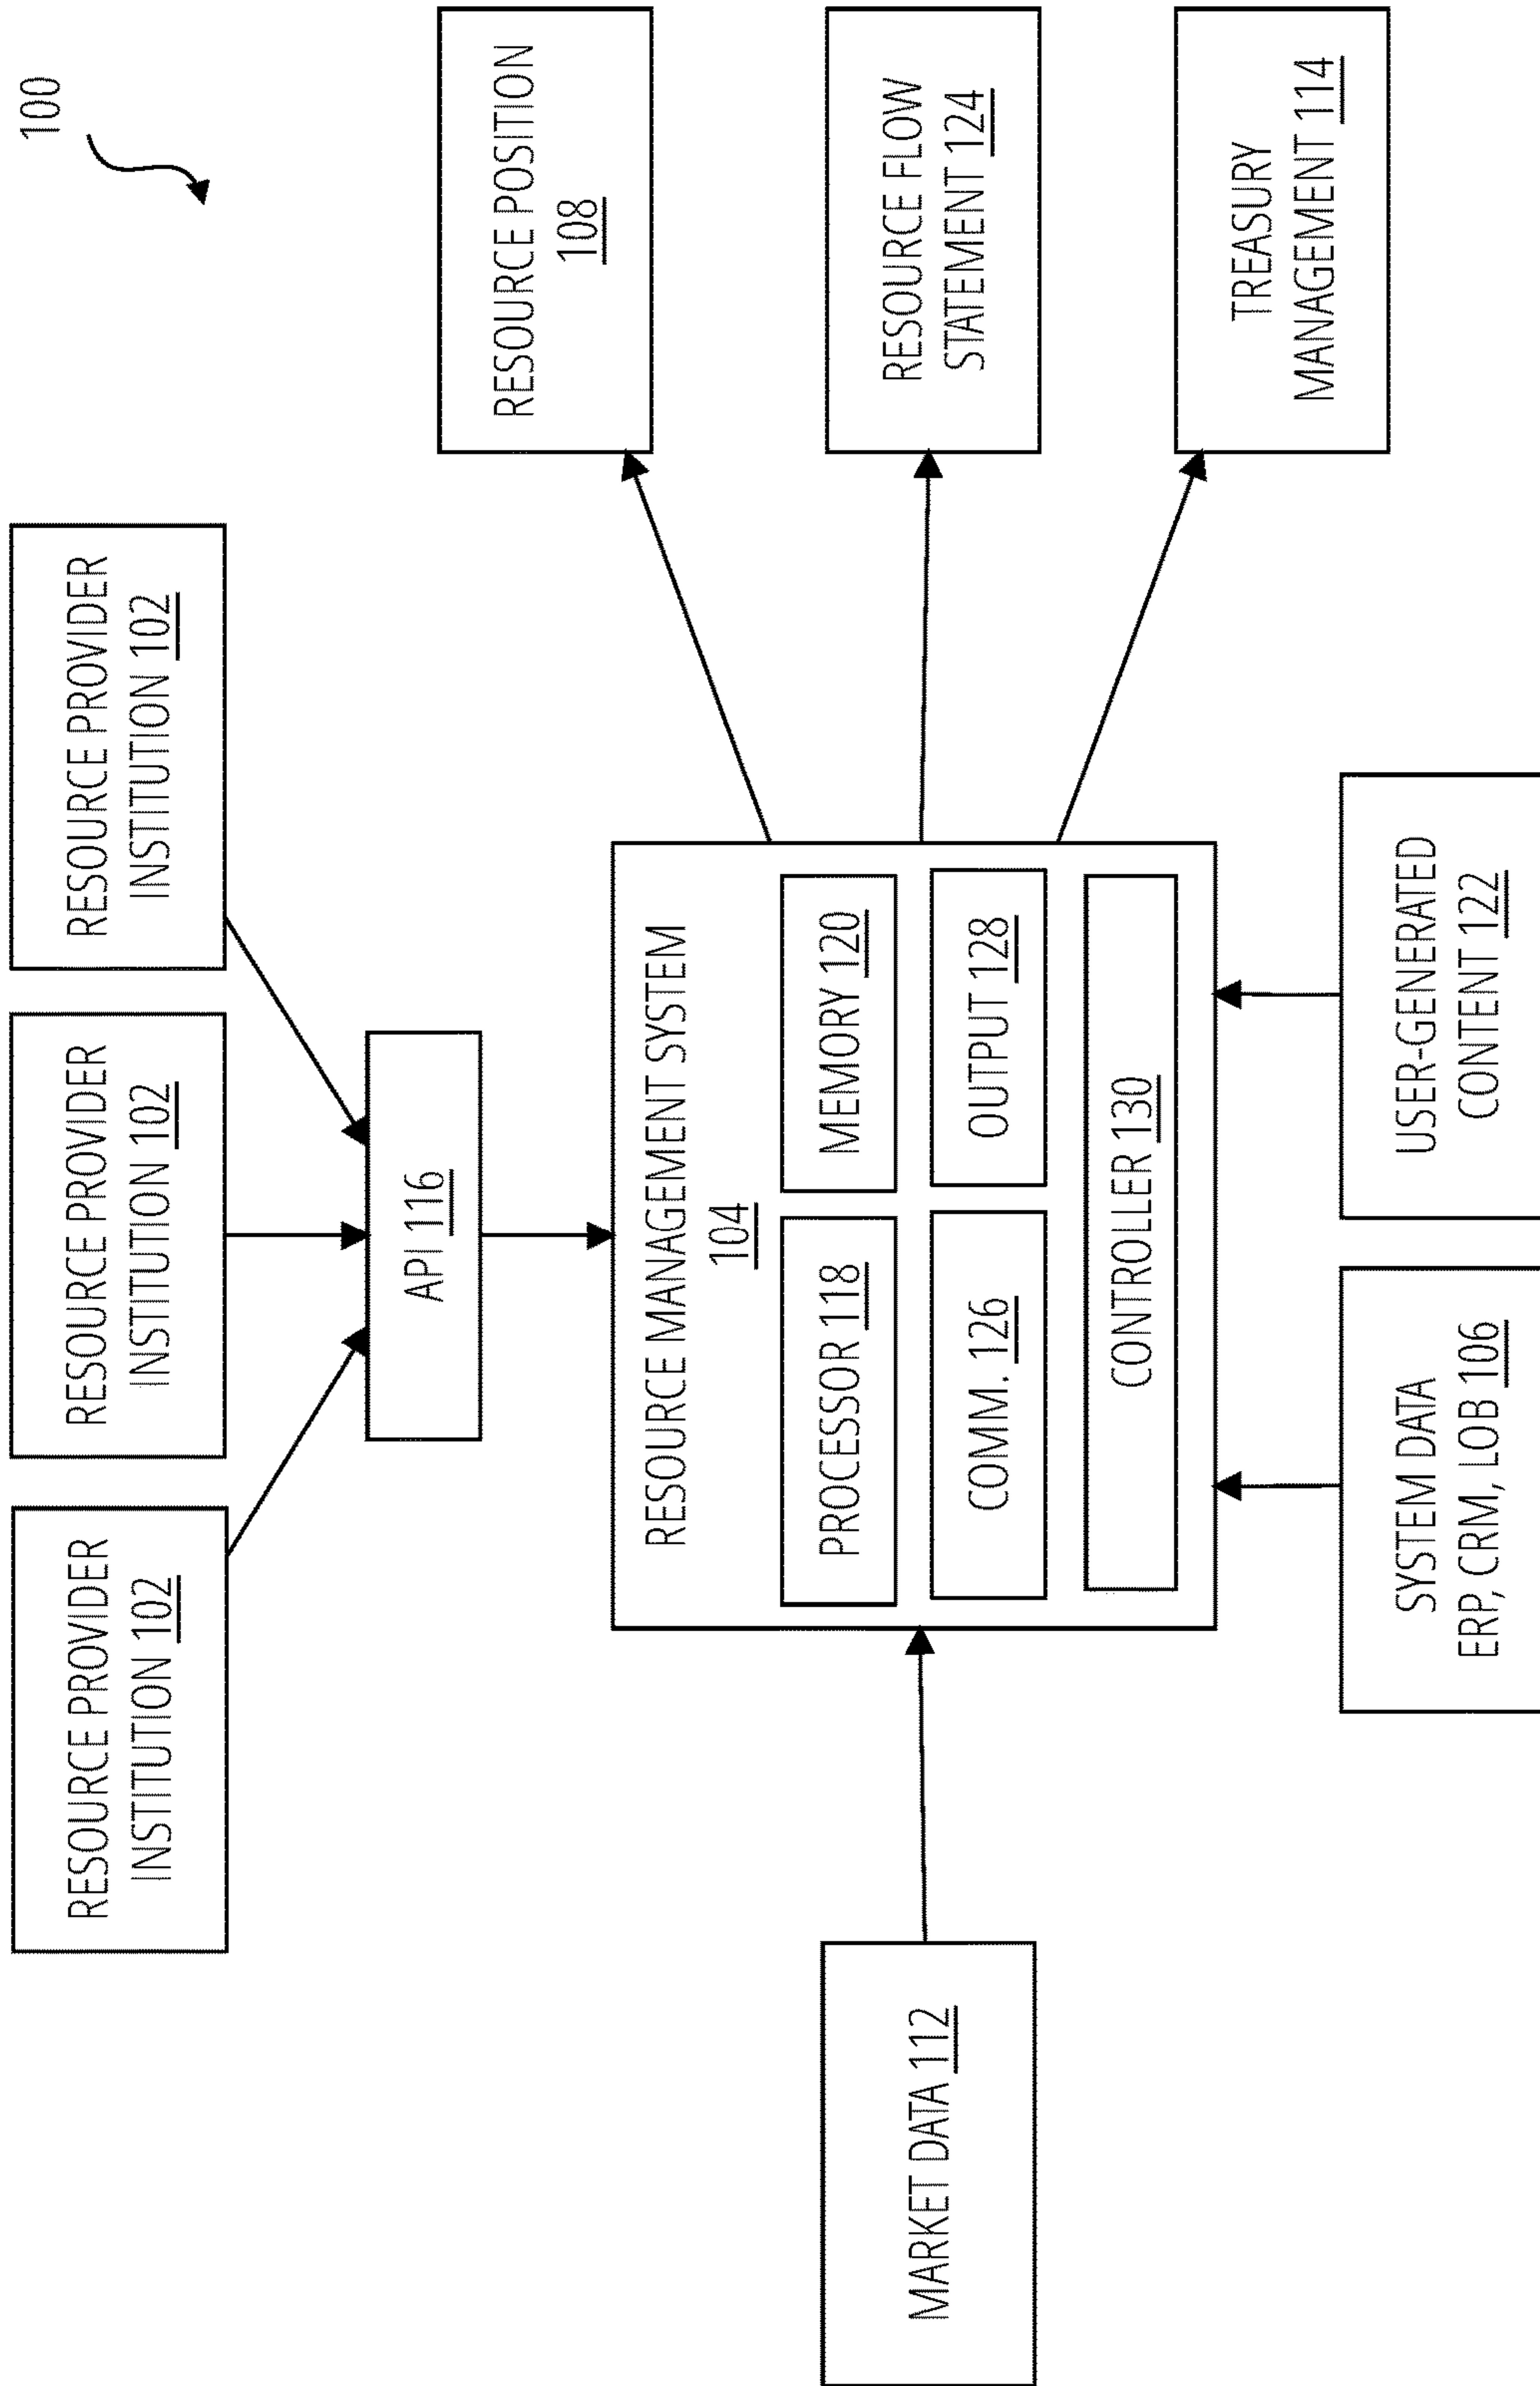 100
RESOURCE PROVIDER
INSTITUTION 102
RESOURCE PROVIDER
INSTITUTION 102
RESOURCE PROVIDER
INSTITUTION 102
API 116
RESOURCE MANAGEMENT SYSTEM
104
PROCESSOR 118
MEMORY 120
COMM. 126
OUTPUT 128
CONTROLLER 130
MARKET DATA 112
RESOURCE POSITION
108
RESOURCE FLOW
STATEMENT 124
TREASURY
MANAGEMENT 114
SYSTEM DATA
ERP, CRM, LOB 106
USER-GENERATED
CONTENT 122